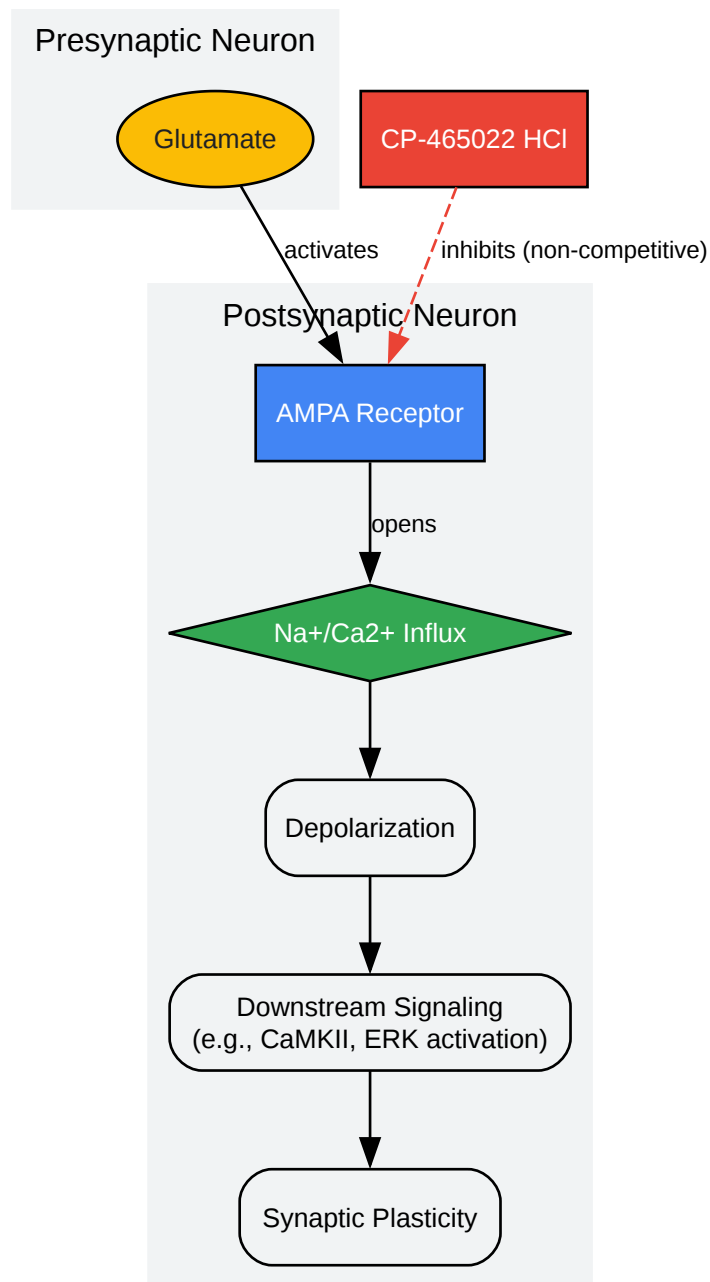 Presynaptic Neuron
Glutamate
CP-465022 HCl
activates
inhibits (non-competitive)
Postsynaptic Neuron
AMPA Receptor
opens
Na+/Ca2+ Influx
Depolarization
Downstream Signaling
(e.g., CaMKII, ERK activation)
Synaptic Plasticity